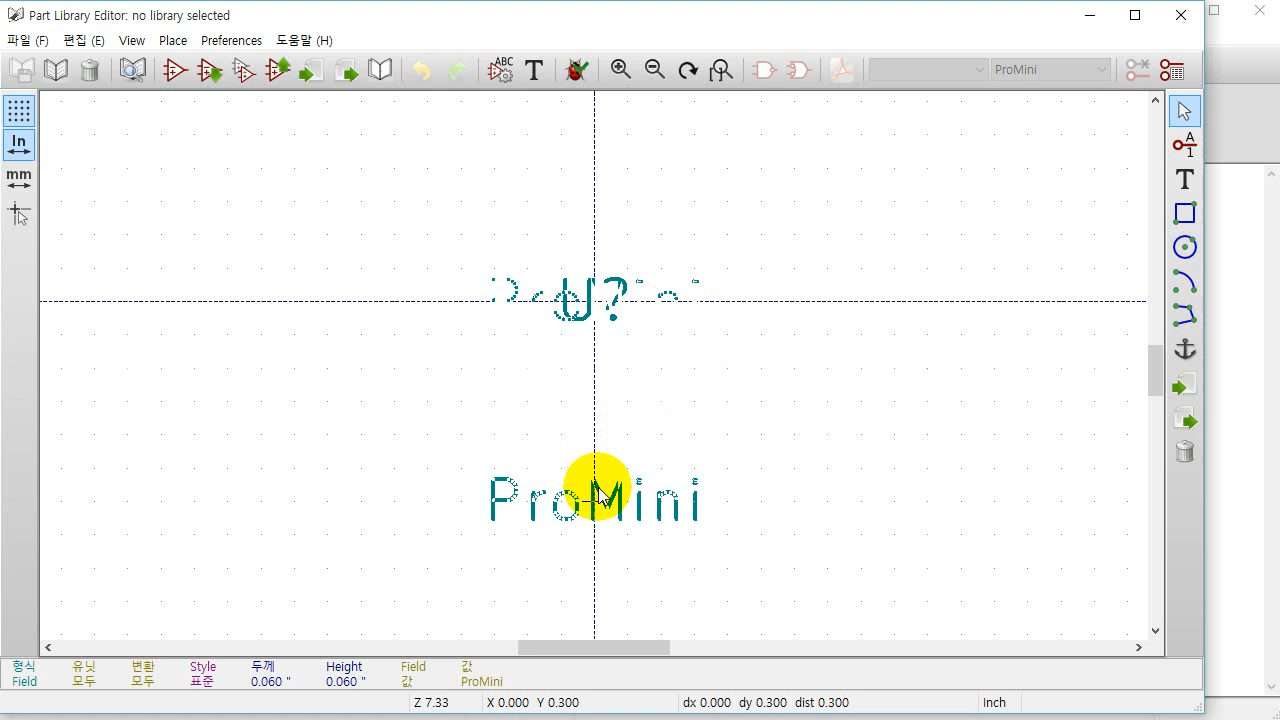 Part Library Editor: no library selected
파일 (F) 편집 (E) View Place Preferences 도움말 (H)
ABC T ProMini
In
mm
A
1
T
U?
ProMini
형식 유닛 변환 Style 두께 Height Field 값
Field 모두 모두 표준 0.060 " 0.060 " 값 ProMini
Z 7.33 X 0.000 Y 0.300 dx 0.000 dy 0.300 dist 0.300 Inch